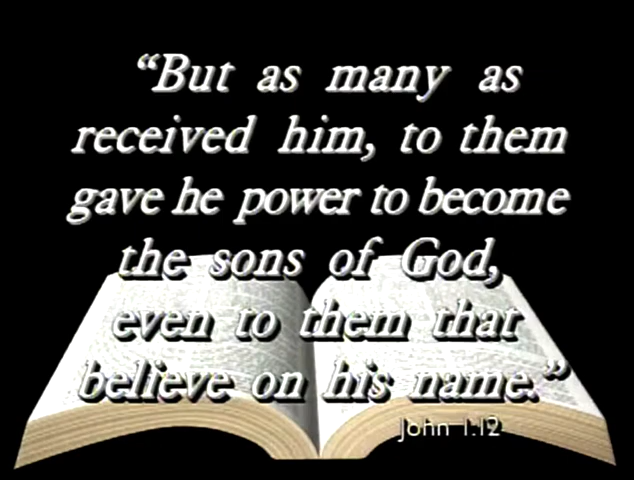 “But as many as
received him, to them
gave he power to become
the sons of God,
even to them that
believe on his name.”
John 1:12